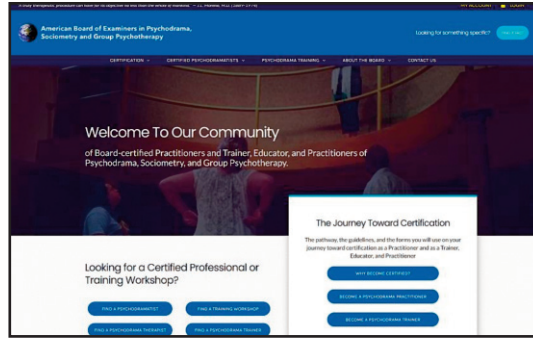 MY ACCOUNT LOGIN
American Board of Examiners in Psychodrama,
Sociometry and Group Psychotherapy
Looking for something specific?
CERTIFICATION CERTIFIED PSYCHODRAMATISTS PSYCHODRAMA TRAINING ABOUT THE BOARD CONTACT US
Welcome To Our Community
of Board-certified Practitioners and Trainer, Educator, and Practitioners of
Psychodrama, Sociometry, and Group Psychotherapy.
The Journey Toward Certification
The pathway, the guidelines, and the forms you will use on your
journey toward certification as a Practitioner and as a Trainer,
Educator, and Practitioner
Looking for a Certified Professional or
Training Workshop?
WHY BECOME CERTIFIED?
BECOME A PSYCHODRAMA PRACTITIONER
BECOME A PSYCHODRAMA TRAINER
FIND A PSYCHODRAMATIST FIND A TRAINING WORKSHOP
FIND A PSYCHODRAMA THERAPIST FIND A PSYCHODRAMA TRAINER